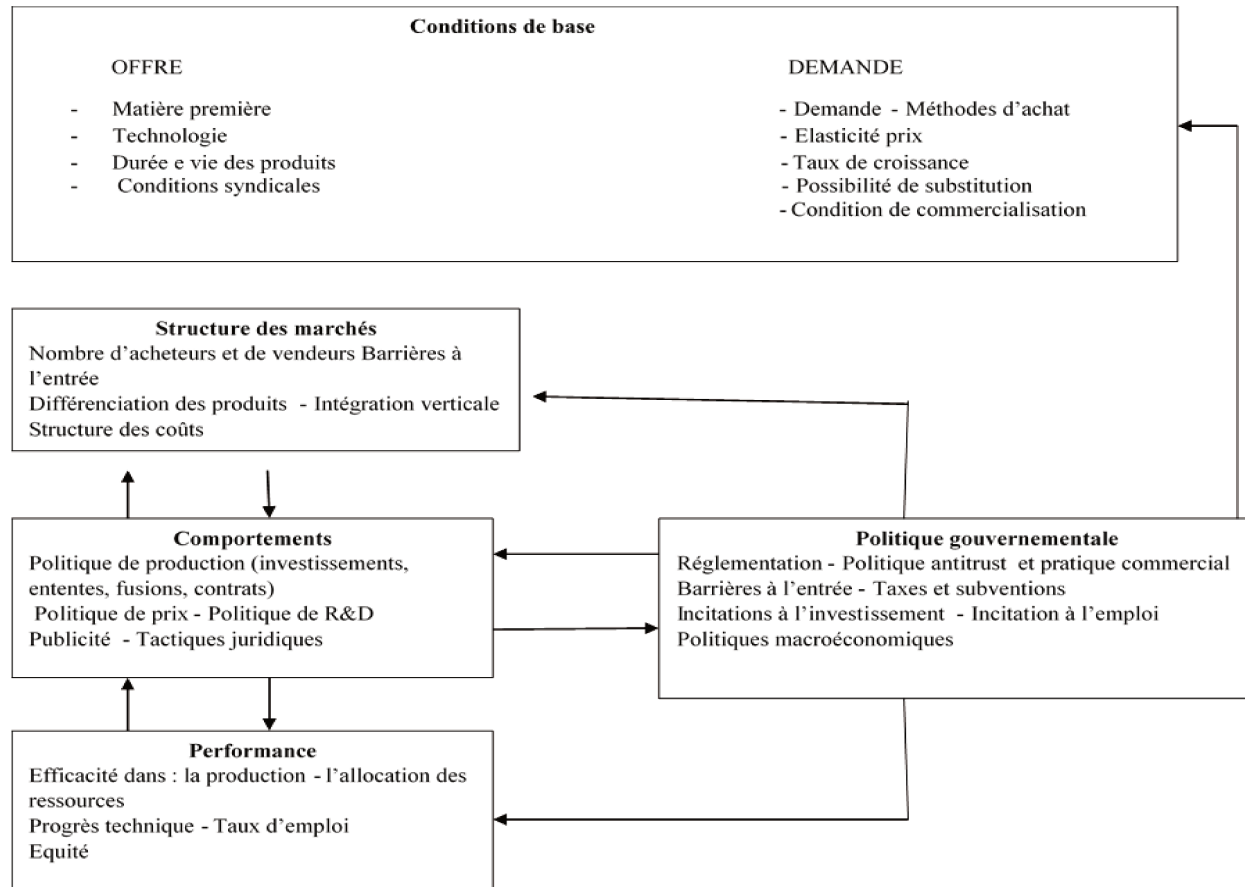 Conditions de base
OFFRE
- Matière première
- Technologie
- Durée e vie des produits
- Conditions syndicales
DEMANDE
- Demande - Méthodes d’achat
- Elasticité prix
- Taux de croissance
- Possibilité de substitution
- Condition de commercialisation
Structure des marchés
Nombre d’acheteurs et de vendeurs Barrières à
l’entrée
Différenciation des produits - Intégration verticale
Structure des coûts
Comportements
Politique de production (investissements,
ententes, fusions, contrats)
Politique de prix - Politique de R&D
Publicité - Tactiques juridiques
Politique gouvernementale
Réglementation - Politique antitrust et pratique commercial
Barrières à l’entrée - Taxes et subventions
Incitations à l’investissement - Incitation à l’emploi
Politiques macroéconomiques
Performance
Efficacité dans : la production - l’allocation des
ressources
Progrès technique - Taux d’emploi
Equité